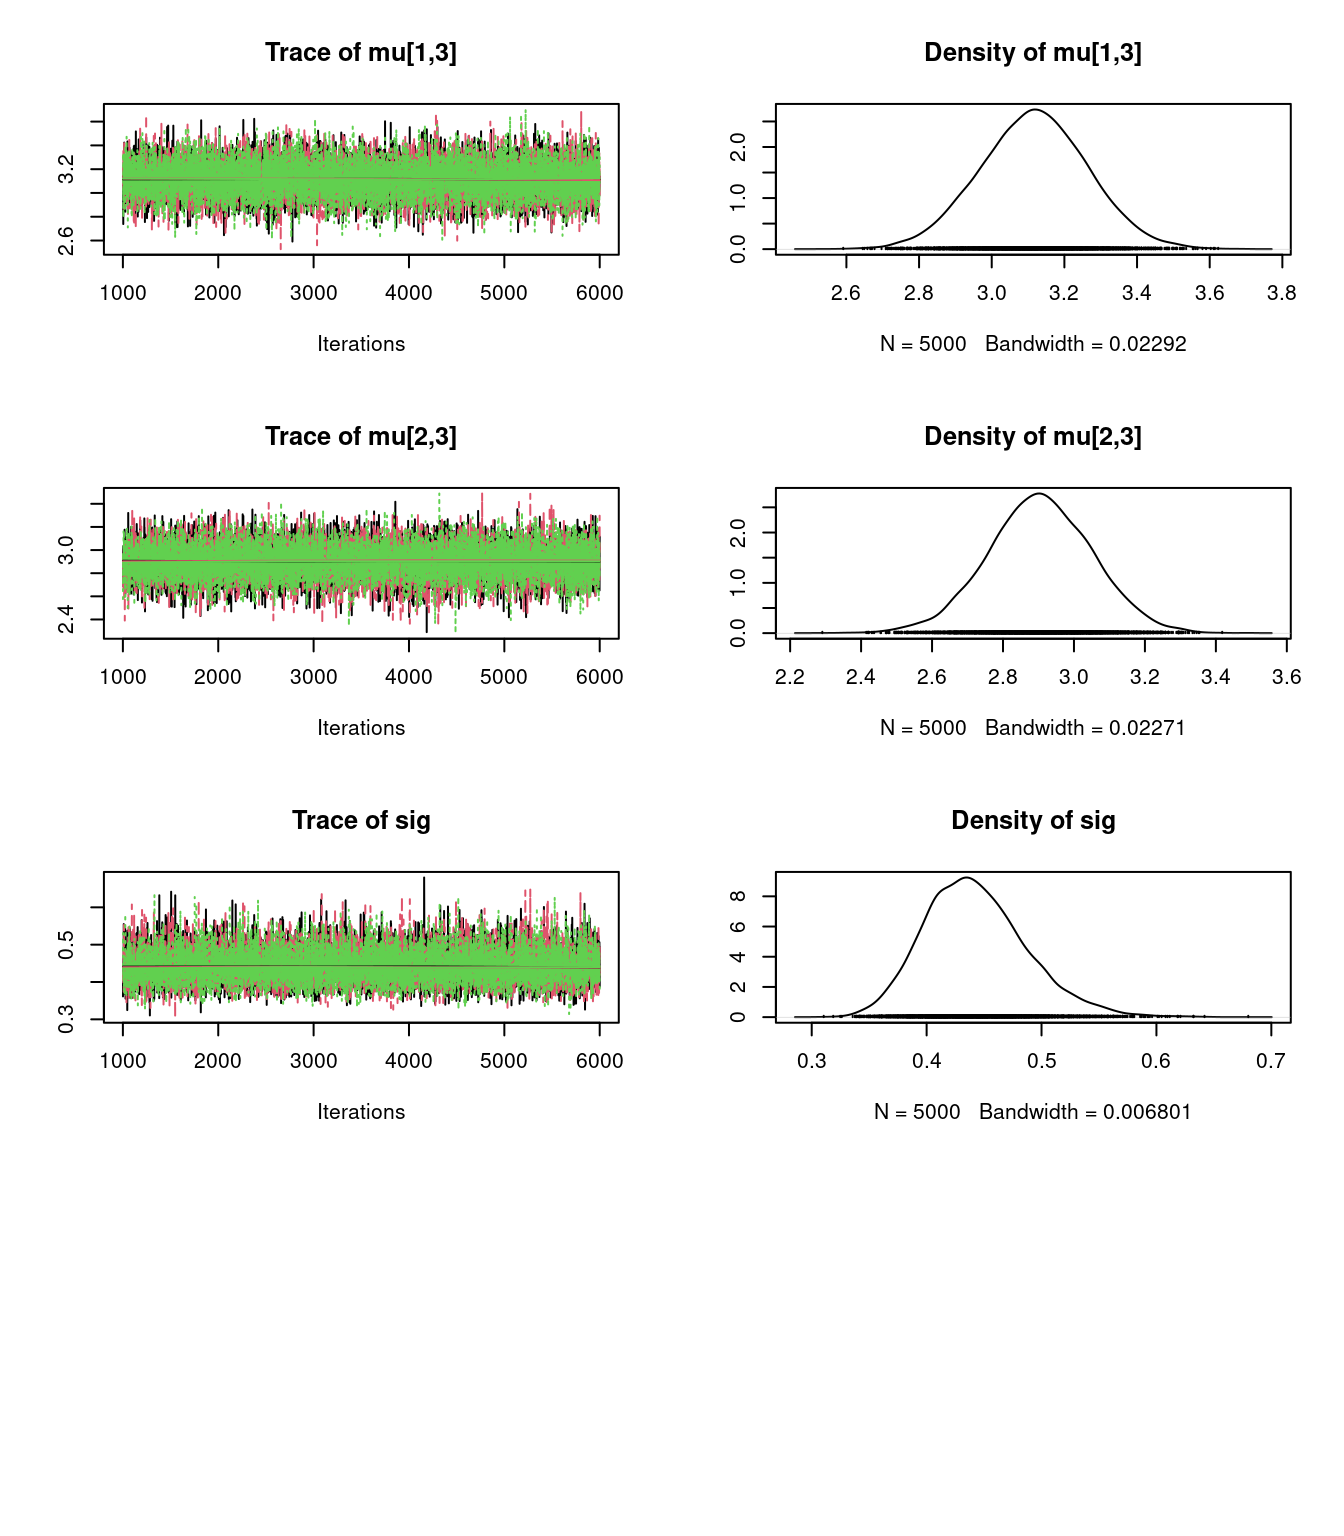 Trace of mu[1,3]
3.2
2.6
1000 2000 3000 4000 5000 6000
Iterations
Density of mu[1,3]
2.0
1.0
0.0
2.6 2.8 3.0 3.2 3.4 3.6 3.8
N = 5000 Bandwidth = 0.02292
Trace of mu[2,3]
3.0
2.4
1000 2000 3000 4000 5000 6000
Iterations
Density of mu[2,3]
2.0
1.0
0.0
2.2 2.4 2.6 2.8 3.0 3.2 3.4 3.6
N = 5000 Bandwidth = 0.02271
Trace of sig
0.5
0.3
1000 2000 3000 4000 5000 6000
Iterations
Density of sig
8
6
4
2
0
0.3 0.4 0.5 0.6 0.7
N = 5000 Bandwidth = 0.006801